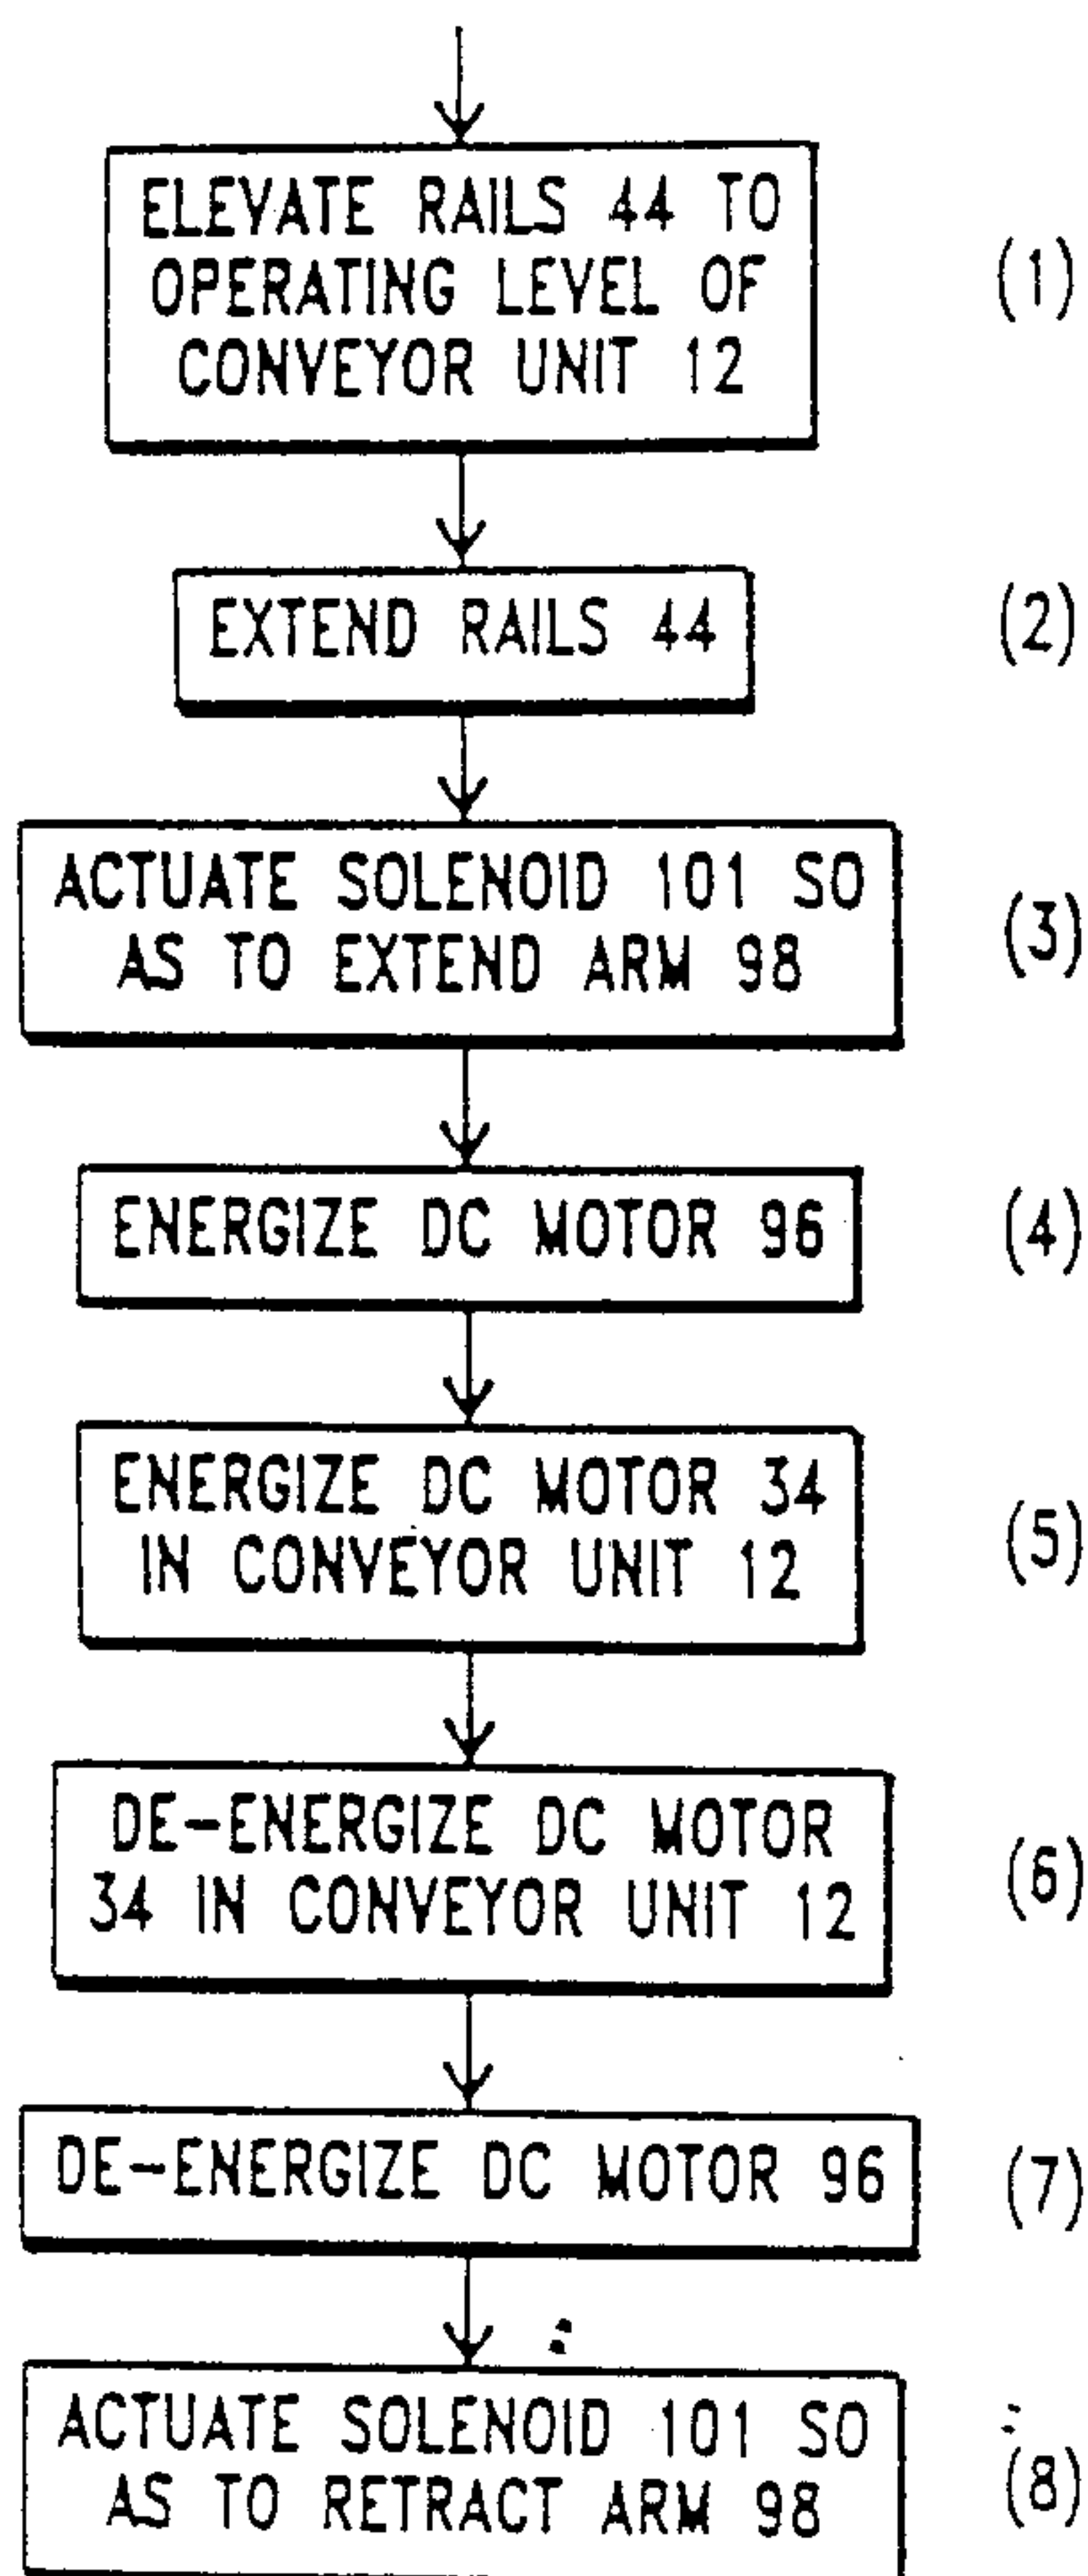 ELEVATE RAILS 44 TO
OPERATING LEVEL OF
CONVEYOR UNIT 12
(1)
EXTEND RAILS 44
(2)
ACTUATE SOLENOID 101 SO
AS TO EXTEND ARM 98
(3)
ENERGIZE DC MOTOR 96
(4)
ENERGIZE DC MOTOR 34
IN CONVEYOR UNIT 12
(5)
DE-ENERGIZE DC MOTOR
34 IN CONVEYOR UNIT 12
(6)
DE-ENERGIZE DC MOTOR 96
(7)
ACTUATE SOLENOID 101 SO
AS TO RETRACT ARM 98
(8)